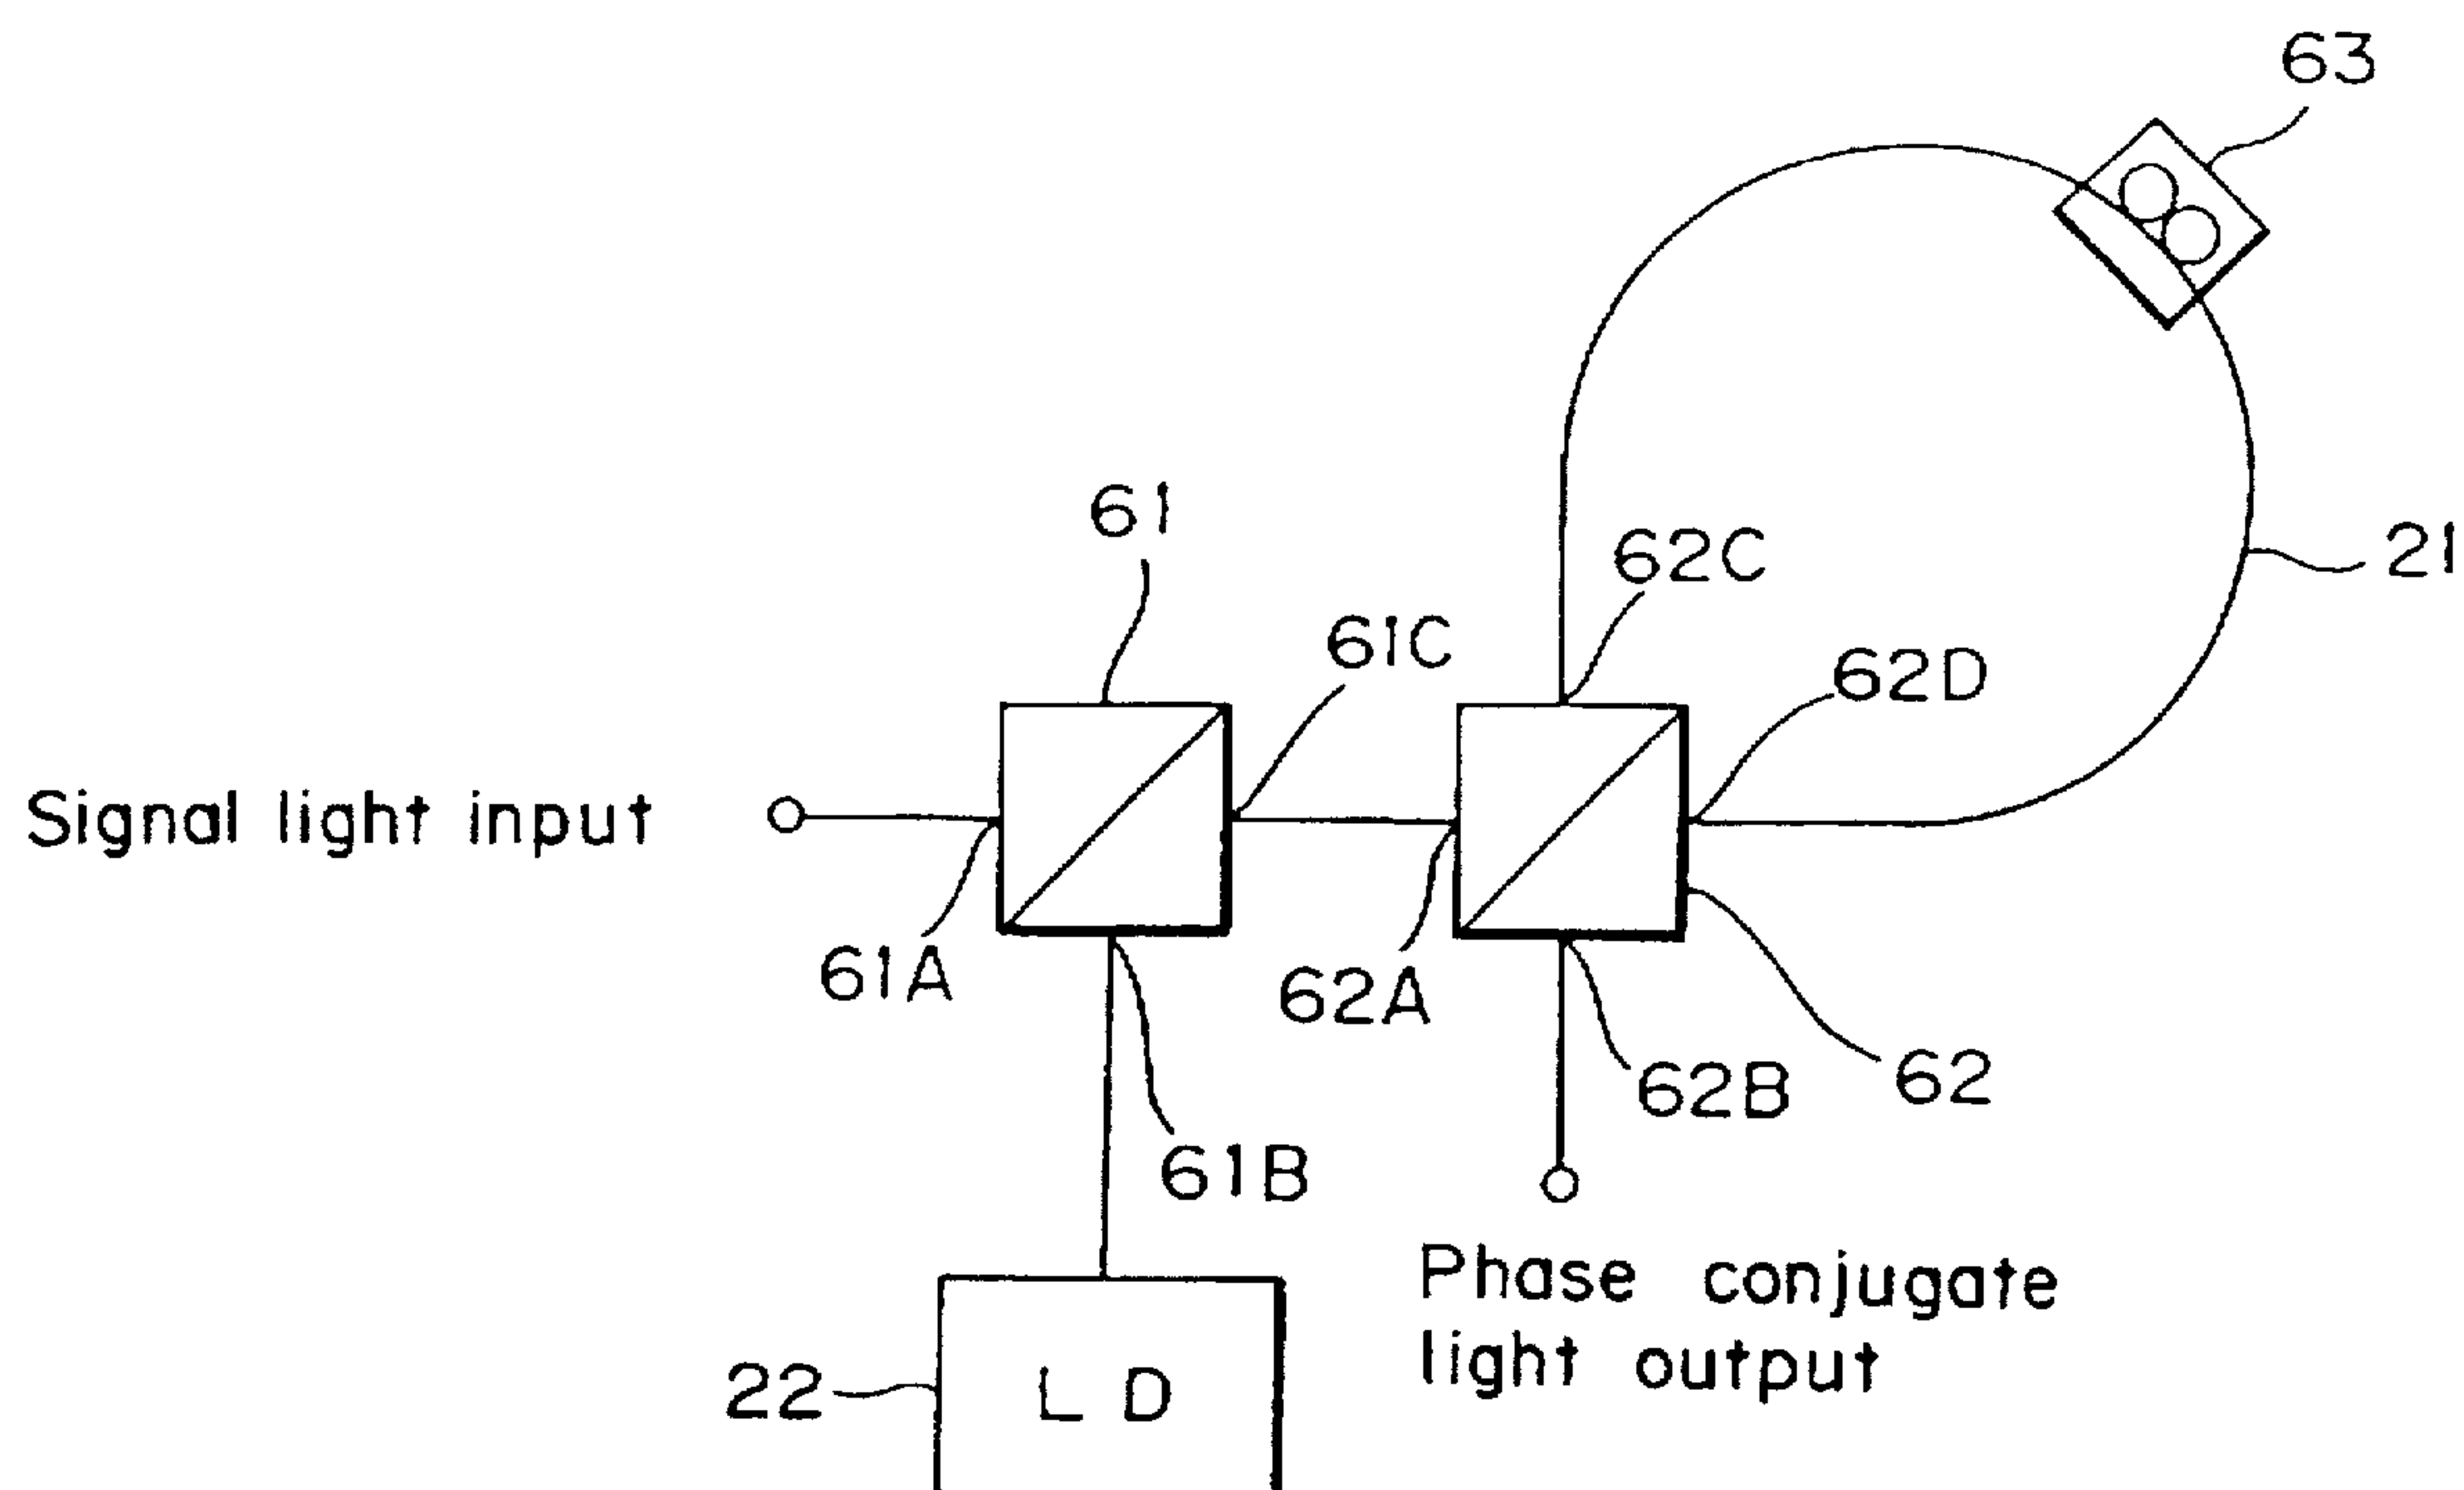 63
61
62C
21
61C
62D
Signal light input
61A
62A
62B
62
61B
Phase conjugate
light output
22
LD